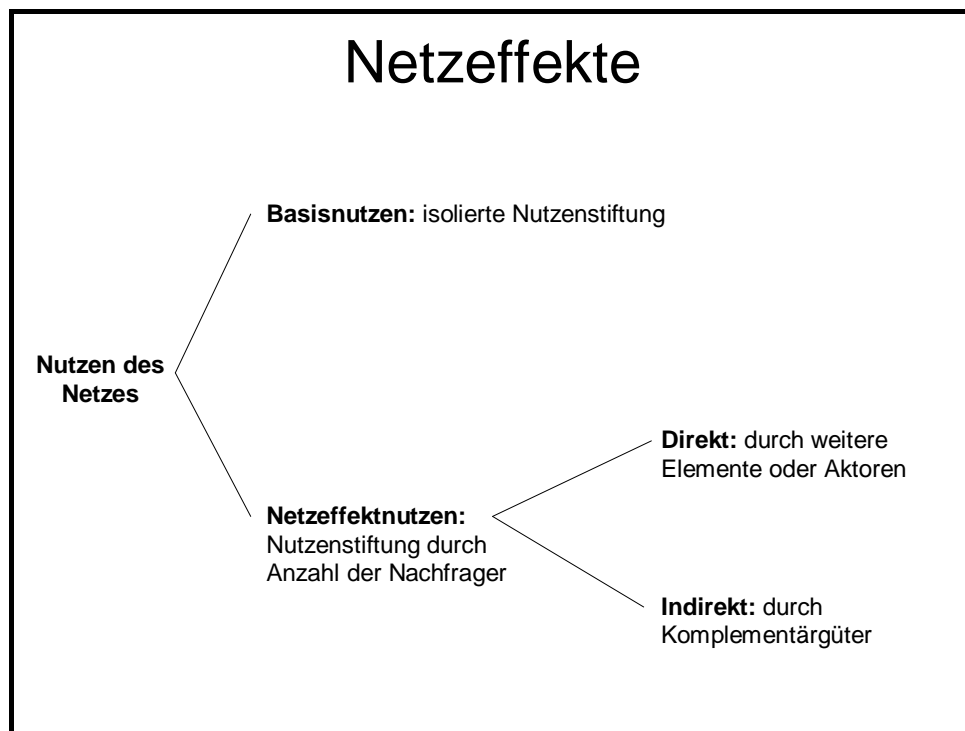 Netzeffekte
Basisnutzen: isolierte Nutzenstiftung
Nutzen des
Netzes
Direkt: durch weitere
Elemente oder Aktoren
Netzeffektnutzen:
Nutzenstiftung durch
Anzahl der Nachfrager
Indirekt: durch
Komplementärgüter